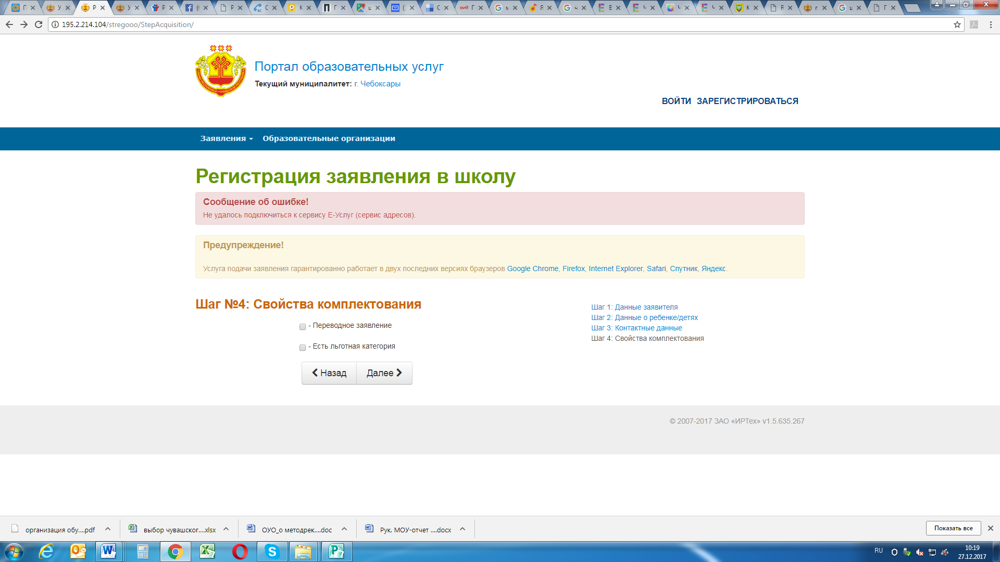 195.2.214.104/stregooo/StepAcquisition/
Портал образовательных услуг
Текущий муниципалитет: г. Чебоксары
ВОЙТИ ЗАРЕГИСТРИРОВАТЬСЯ
Заявления
Образовательные организации
Регистрация заявления в школу
Сообщение об ошибке!
Не удалось подключиться к сервису Е-Услуг (сервис адресов).
Предупреждение!
Услуга подачи заявления гарантированно работает в двух последних версиях браузеров Google Chrome, Firefox, Internet Explorer, Safari, Спутник, Яндекс.
Шаг №4: Свойства комплектования
- Переводное заявление
- Есть льготная категория
Назад
Далее
Шаг 1: Данные заявителя
Шаг 2: Данные о ребенке/детях
Шаг 3: Контактные данные
Шаг 4: Свойства комплектования
© 2007-2017 ЗАО «ИРТех» v1.5.635.267
организация обу....pdf
выбор чувашског....xlsx
ОУО_о методрек....doc
Рук. МОУ-отчет ....docx
Показать все
RU
10:19
27.12.2017